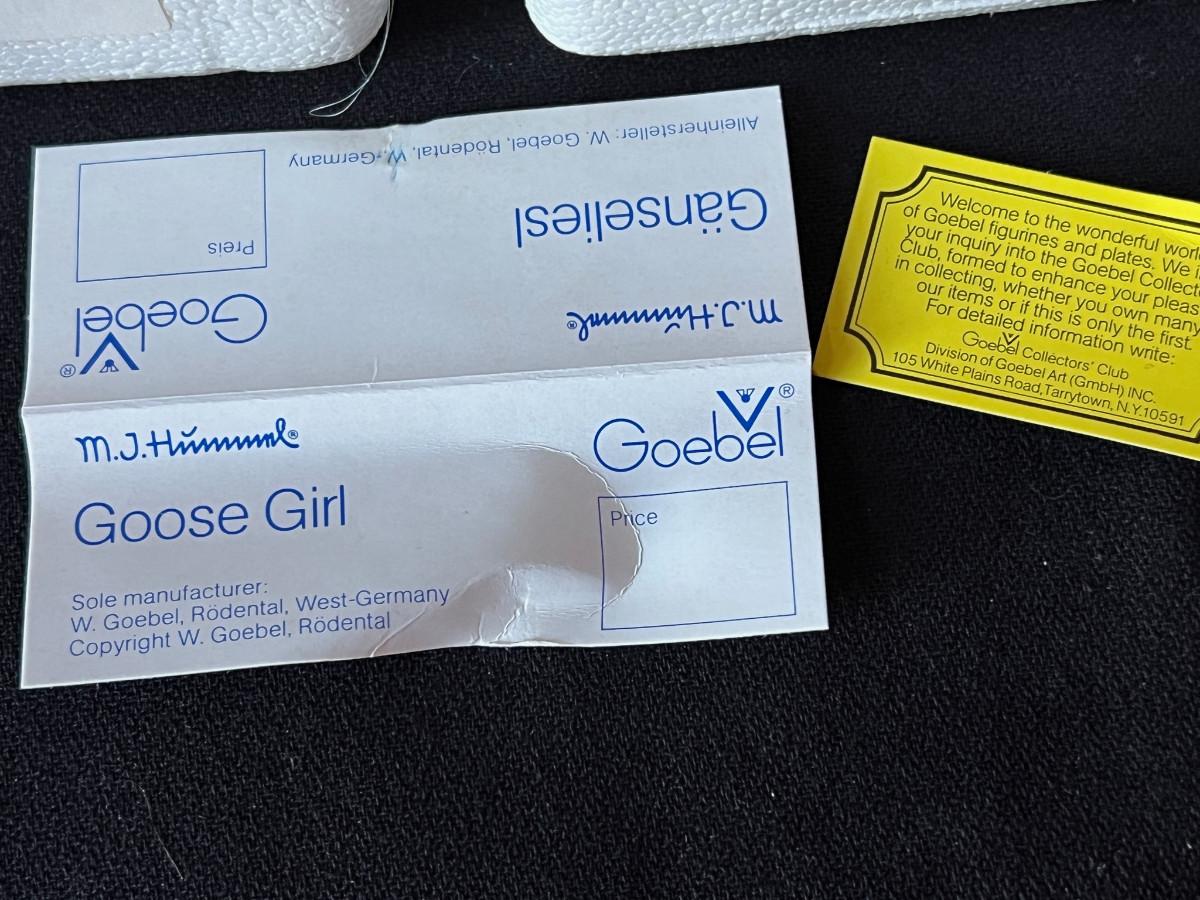 Alleinhersteller: W. Goebel, Rödental, W.-Germany
Gänseliesl
Preis
M.J.Hummel®
Goebel®
M.J.Hummel®
Goebel®
Goose Girl
Price
Sole manufacturer:
W. Goebel, Rödental, West-Germany
Copyright W. Goebel, Rödental
Welcome to the wonderful
of Goebel figurines and plates. We
your inquiry into the Goebel
Club, formed to enhance your
in collecting, whether you own many
our items or if this is only the first.
For detailed information write:
Goebel Collectors' Club
Division of Goebel Art (GmbH) INC.
105 White Plains Road, Tarrytown, N.Y. 10591